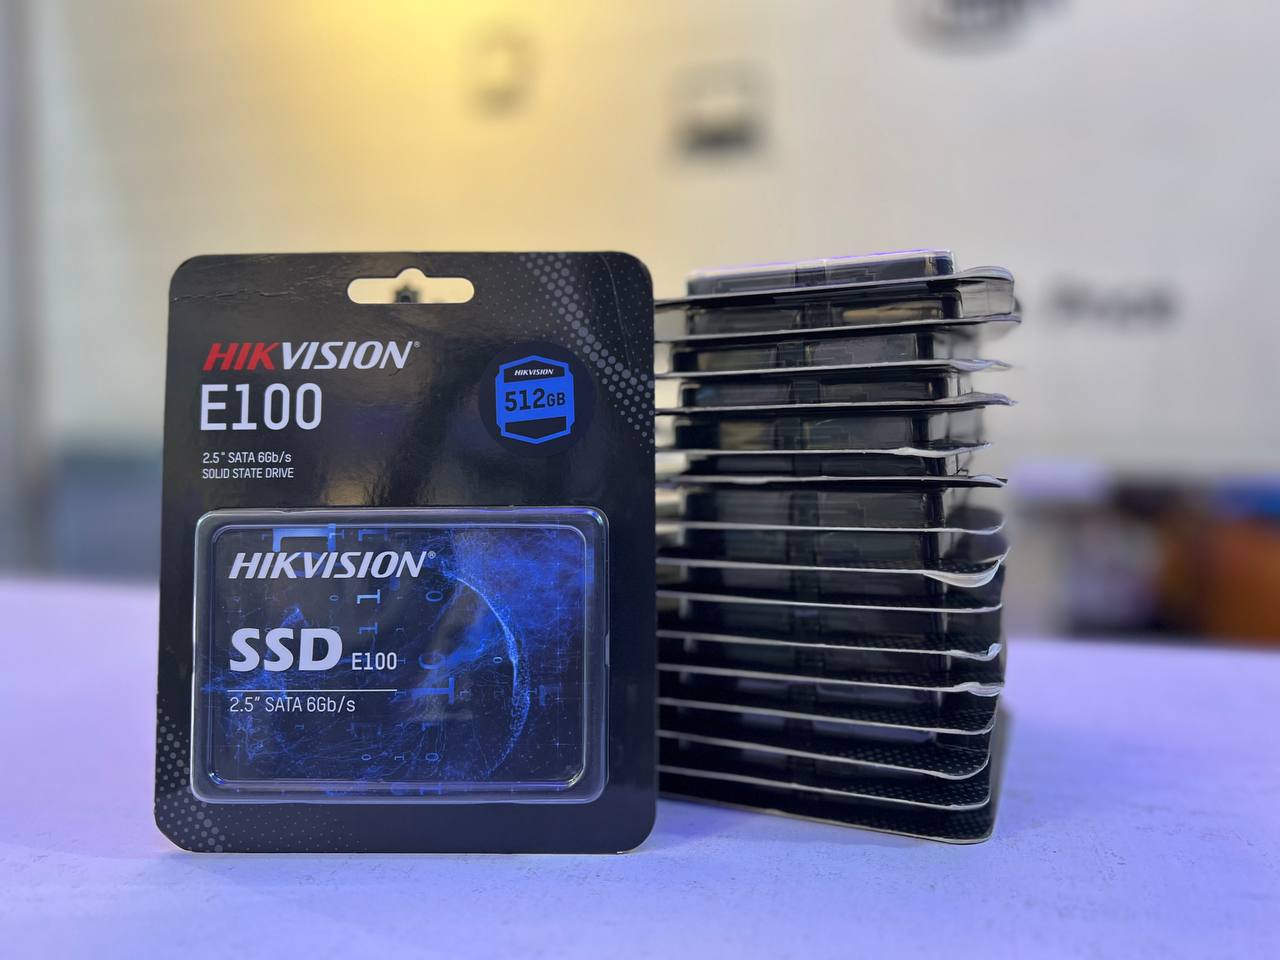 HIKVISION®
E100
2.5" SATA 6Gb/s
SOLID STATE DRIVE
HIKVISION
512GB
HIKVISION®
SSD E100
2.5" SATA 6Gb/s